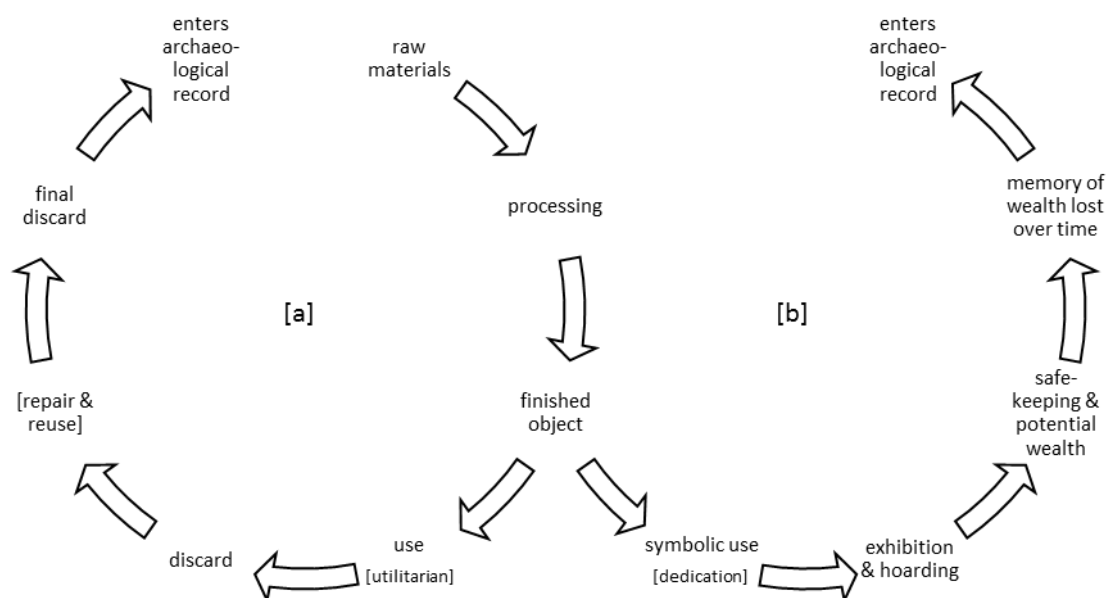 enters
archaeo-
logical
record
raw
materials
enters
archaeo-
logical
record
final
discard
processing
memory of
wealth lost
over time
[a]
[b]
[repair &
reuse]
finished
object
safe-
keeping &
potential
wealth
discard
use
[utilitarian]
symbolic use
[dedication]
exhibition
& hoarding